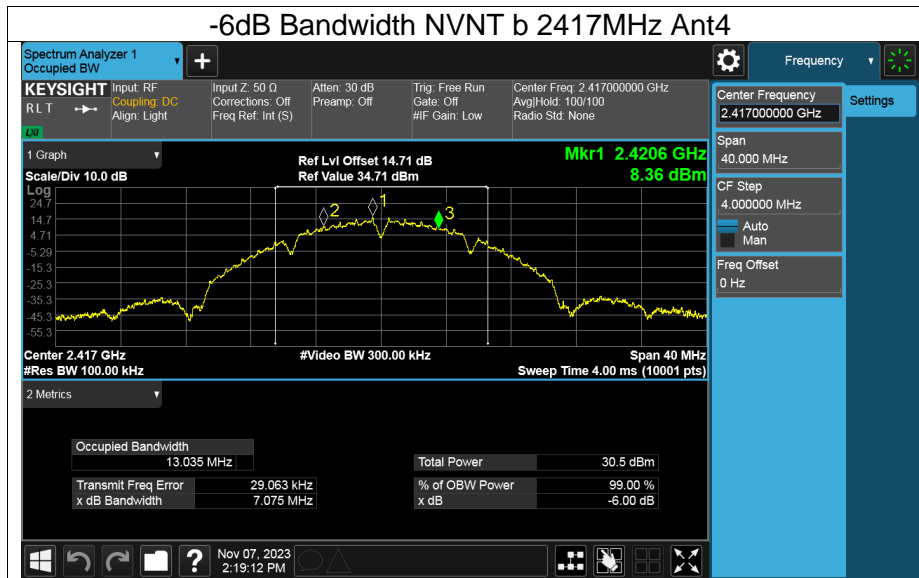 -6dB Bandwidth NVNT b 2417MHz Ant4
Spectrum Analyzer 1
Occupied BW
+
Frequency
KEYSIGHT
R L T
LXI
Input: RF
Coupling: DC
Align: Light
Input Z: 50 Ω
Corrections: Off
Freq Ref: Int (S)
Atten: 30 dB
Preamp: Off
Trig: Free Run
Gate: Off
#IF Gain: Low
Center Freq: 2.417000000 GHz
Avg|Hold: 100/100
Radio Std: None
Center Frequency
2.417000000 GHz
Settings
Span
40.000 MHz
CF Step
4.000000 MHz
Auto
Man
Freq Offset
0 Hz
1 Graph
Scale/Div 10.0 dB
Ref Lvl Offset 14.71 dB
Ref Value 34.71 dBm
Mkr1 2.4206 GHz
8.36 dBm
Log
24.7
14.7
4.71
-5.29
-15.3
-25.3
-35.3
-45.3
-55.3
2
1
3
Center 2.417 GHz
#Res BW 100.00 kHz
#Video BW 300.00 kHz
Span 40 MHz
Sweep Time 4.00 ms (10001 pts)
2 Metrics
Occupied Bandwidth
13.035 MHz
Transmit Freq Error 29.063 kHz
x dB Bandwidth 7.075 MHz
Total Power 30.5 dBm
% of OBW Power 99.00 %
x dB -6.00 dB
?
Nov 07, 2023
2:19:12 PM